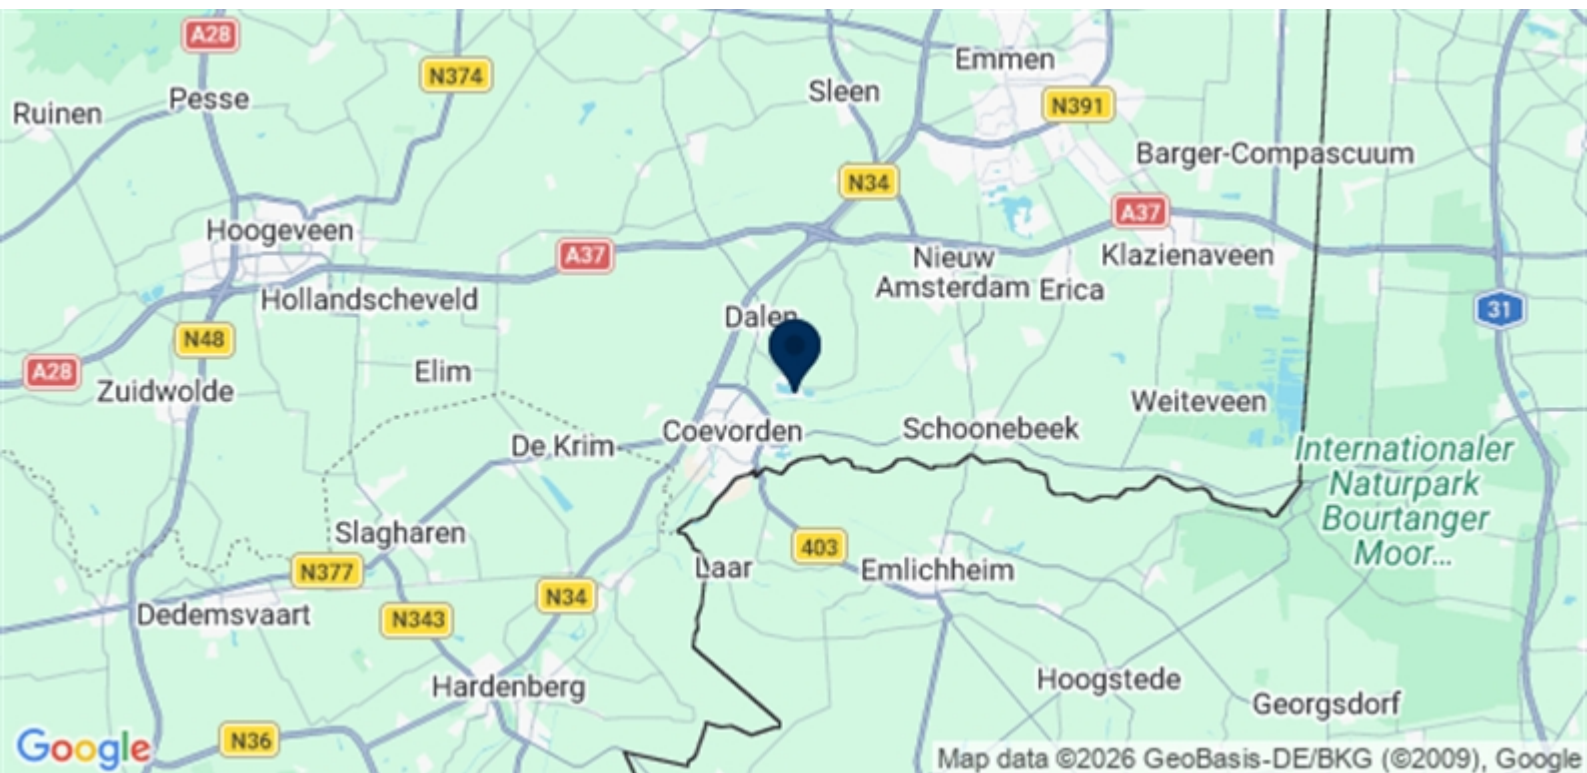 A28
N374
Emmen
Sleen
N391
Pesse
Ruinen
Barger-Compascuum
N34
A37
Hoogeveen
A37
Nieuw
Amsterdam
Klazienaveen
Erica
Hollandscheveld
31
Dalen
N48
A28
Elim
Zuidwolde
Weiteveen
Coevorden
Schoonebeek
De Krim
Internationaler
Naturpark
Bourtanger
Moor...
Slagharen
403
N377
Laar
Emlichheim
N34
Dedemsvaart
N343
Hardenberg
Hoogstede
Georgsdorf
N36
Google
Map data ©2026 GeoBasis-DE/BKG (©2009), Google